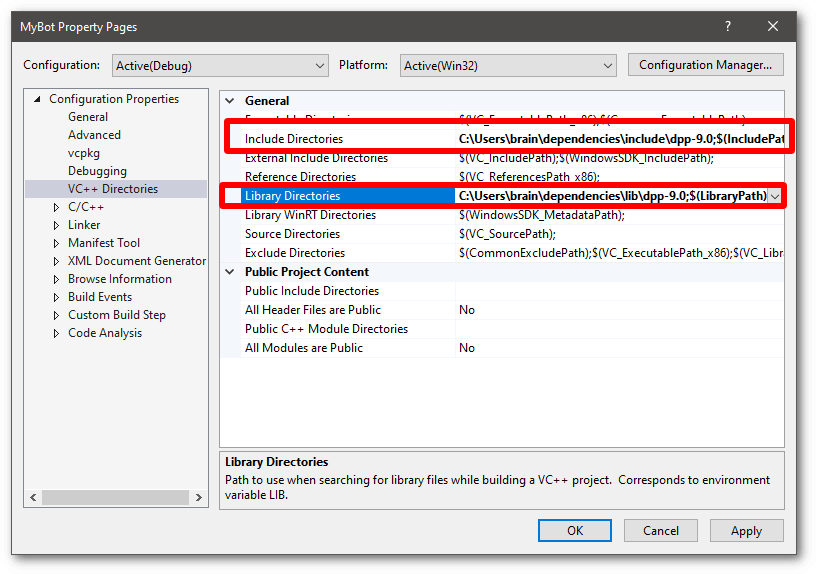 MyBot Property Pages
Configuration: Active(Debug) Platform: Active(Win32) Configuration Manager...
Configuration Properties
General
Advanced
vcpkg
Debugging
VC++ Directories
C/C++
Linker
Manifest Tool
XML Document Generator
Browse Information
Build Events
Custom Build Step
Code Analysis
General
Include Directories C:\Users\brain\dependencies\include\dpp-9.0;$(IncludePat
External Include Directories $(VC_IncludePath);$(WindowsSDK_IncludePath);
Reference Directories $(VC_ReferencesPath_x86);
Library Directories C:\Users\brain\dependencies\lib\dpp-9.0;$(LibraryPath)
Library WinRT Directories $(WindowsSDK_MetadataPath);
Source Directories $(VC_SourcePath);
Exclude Directories $(CommonExcludePath);$(VC_ExecutablePath_x86);$(VC_Libr
Public Project Content
Public Include Directories
All Header Files are Public No
Public C++ Module Directories
All Modules are Public No
Library Directories
Path to use when searching for library files while building a VC++ project. Corresponds to environment
variable LIB.
OK Cancel Apply